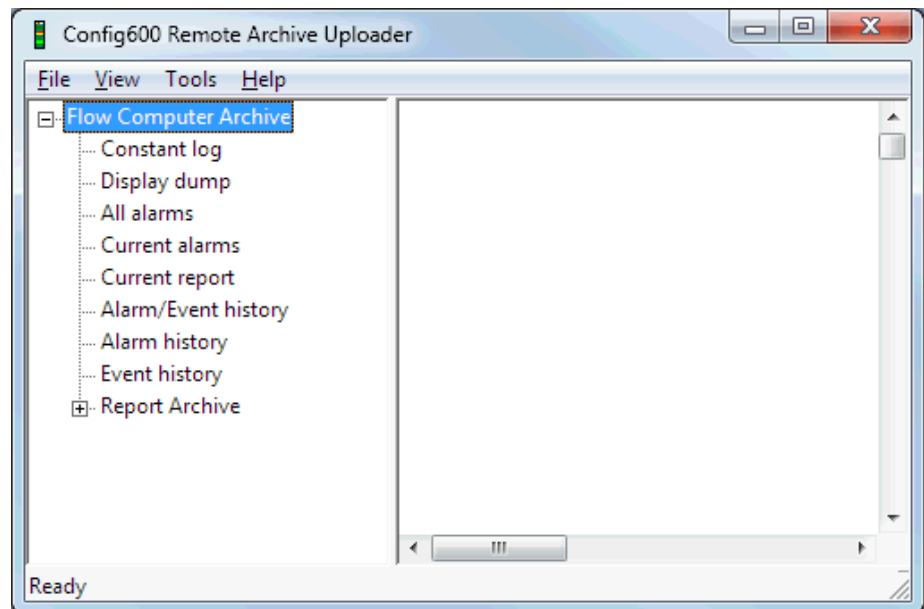 Config600 Remote Archive Uploader
File View Tools Help
Flow Computer Archive
Constant log
Display dump
All alarms
Current alarms
Current report
Alarm/Event history
Alarm history
Event history
Report Archive
Ready